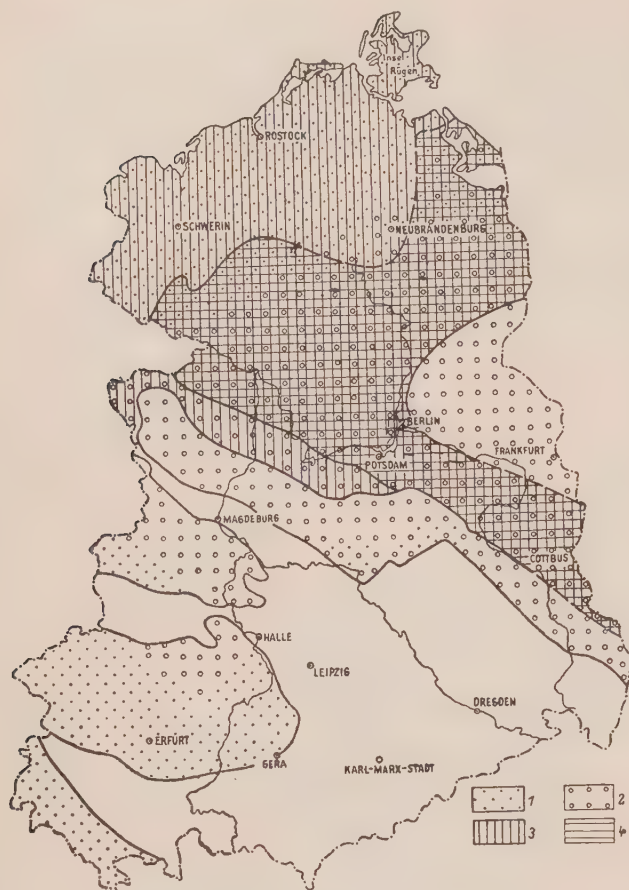 Insel
Rügen
ROSTOCK
SCHWERIN
NEUBRANDENBURG
BERLIN
POTSDAM
FRANKFURT
MAGDEBURG
COTTBUS
HALLE
LEIPZIG
DRESDEN
ERFURT
GERA
KARL-MARX-STADT
1
2
3
4